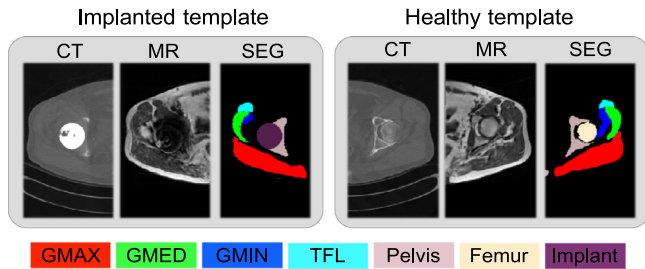 Implanted template
CT MR SEG
Healthy template
CT MR SEG
GMAX GMED GMIN TFL Pelvis Femur Implant